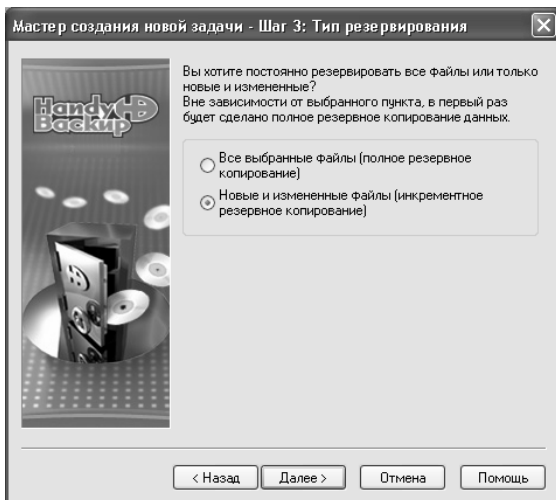 Мастер создания новой задачи - Шаг 3: Тип резервирования
Handy
Backup
Вы хотите постоянно резервировать все файлы или только
новые и измененные?
Вне зависимости от выбранного пункта, в первый раз
будет сделано полное резервное копирование данных.
Все выбранные файлы (полное резервное
копирование)
Новые и измененные файлы (инкрементное
резервное копирование)
< Назад
Далее >
Отмена
Помощь